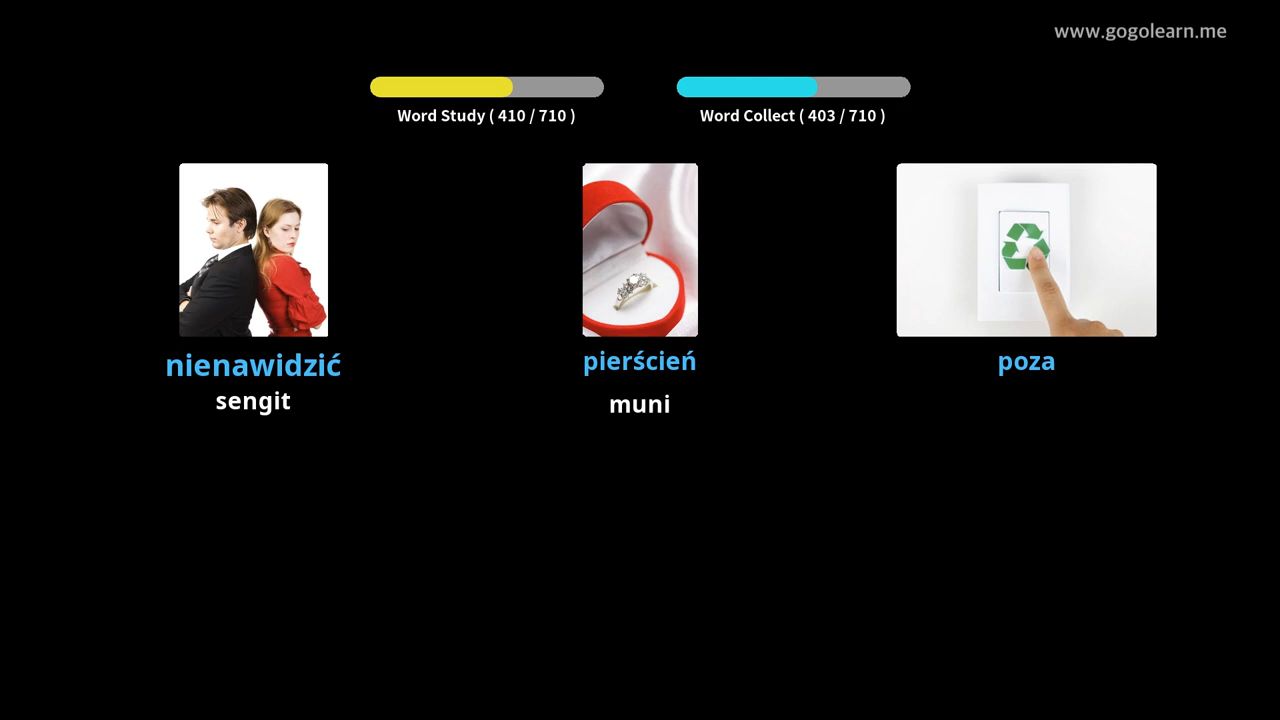 www.gogolearn.me
Word Study ( 410 / 710 )
Word Collect ( 403 / 710 )
nienawidzić
pierścień
poza
sengit
muni